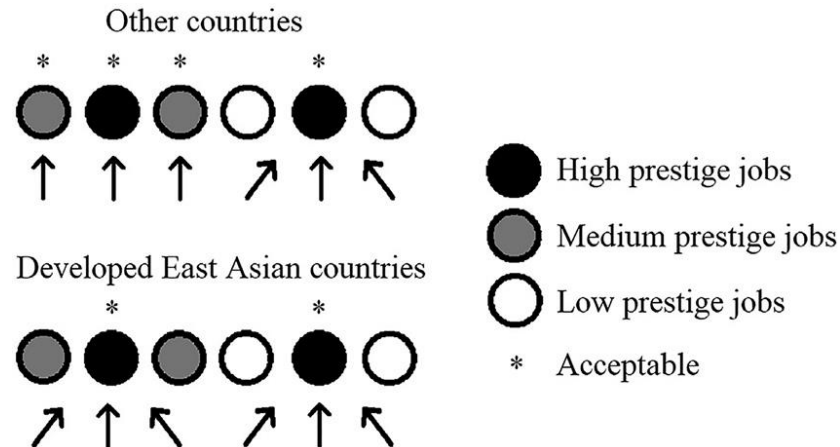 Other countries
* * * *
High prestige jobs
Medium prestige jobs
Developed East Asian countries
* *
Low prestige jobs
* Acceptable